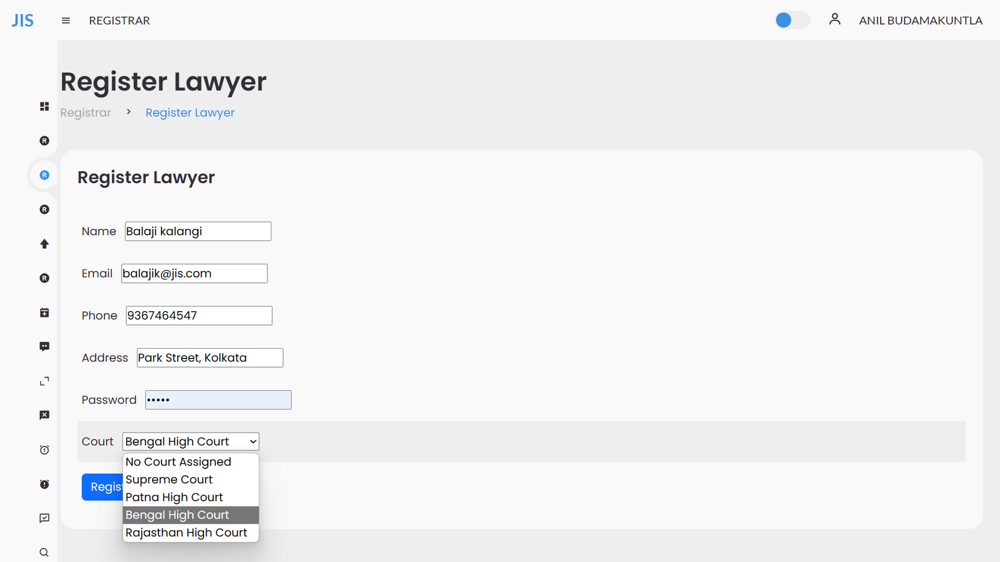 JIS REGISTRAR ANIL BUDAMAKUNTLA
Register Lawyer
Registrar > Register Lawyer
Register Lawyer
Name Balaji kalangi
Email balajik@jis.com
Phone 9367464547
Address Park Street, Kolkata
Password •••••
Court Bengal High Court
No Court Assigned
Supreme Court
Patna High Court
Bengal High Court
Rajasthan High Court